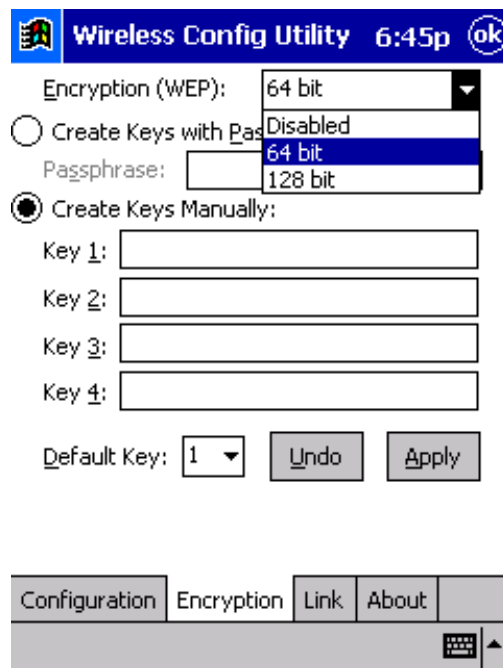 Wireless Config Utility 6:45p ok
Encryption (WEP): 64 bit
Disabled
Create Keys with Pas
64 bit
Passphrase:
128 bit
Create Keys Manually:
Key 1:
Key 2:
Key 3:
Key 4:
Default Key: 1 Undo Apply
Configuration Encryption Link About